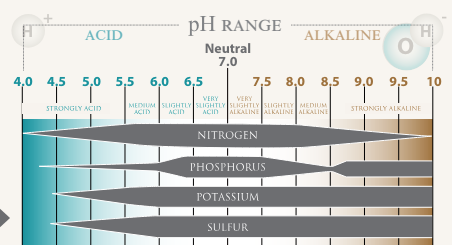 pH RANGE
H +
ACID
ALKALINE
O H -
Neutral
7.0
4.0 4.5 5.0 5.5 6.0 6.5 7.5 8.0 8.5 9.0 9.5 10
STRONGLY ACID MEDIUM ACID SLIGHTLY ACID VERY SLIGHTLY ACID VERY SLIGHTLY ALKALINE SLIGHTLY ALKALINE MEDIUM ALKALINE STRONGLY ALKALINE
NITROGEN
PHOSPHORUS
POTASSIUM
SULFUR